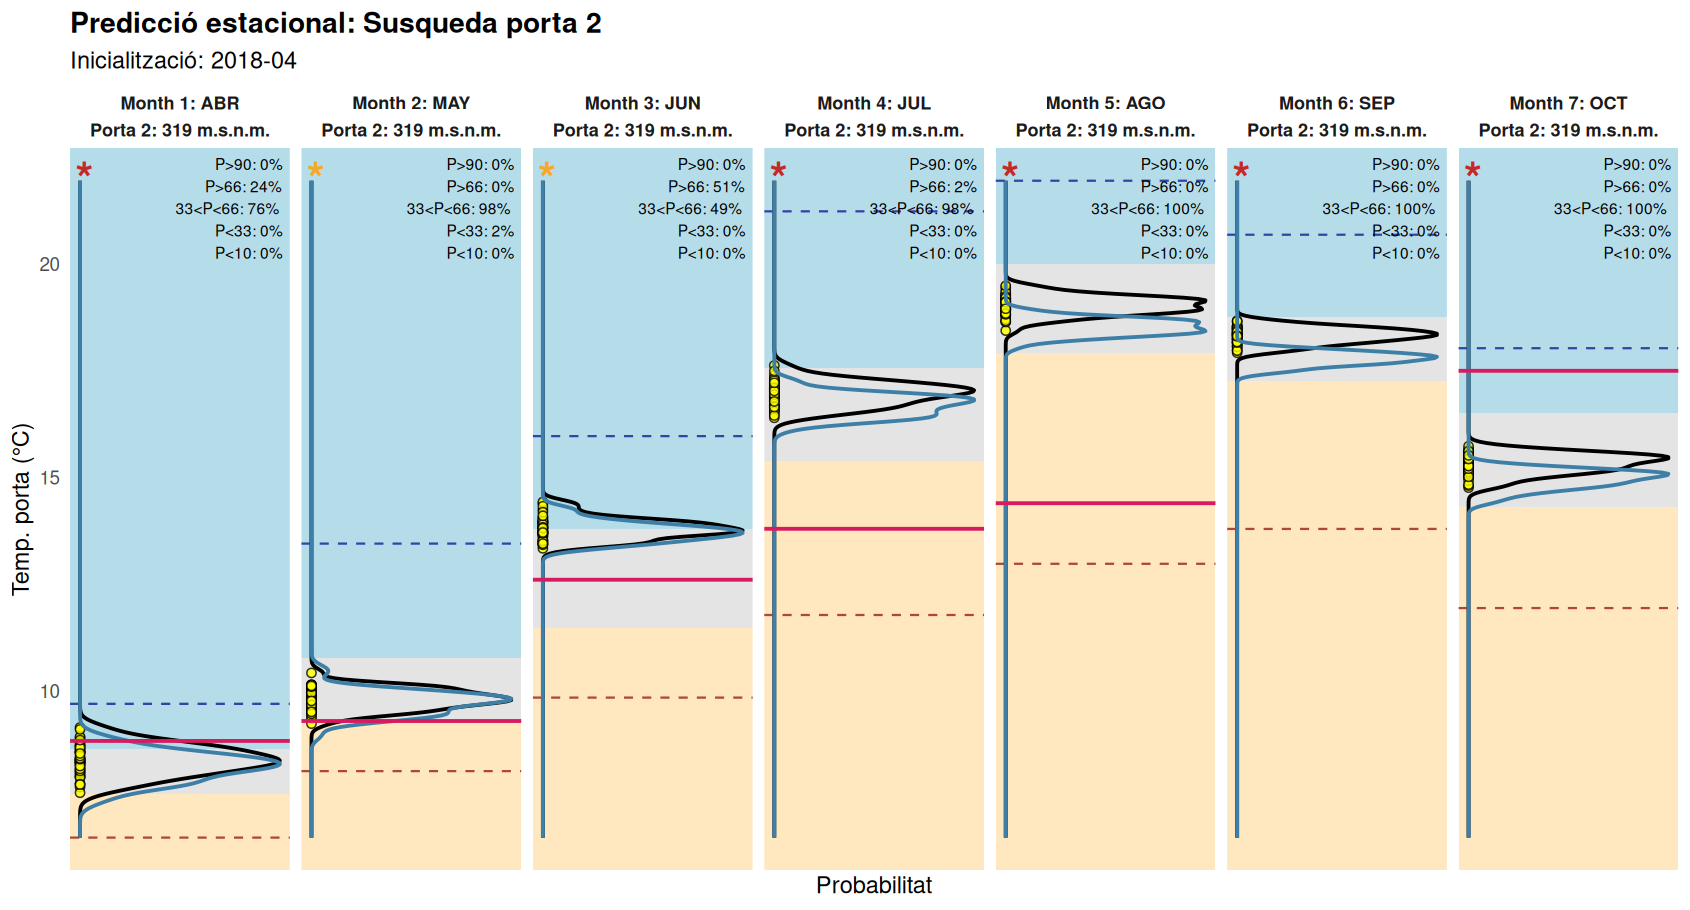 Predicció estacional: Susqueda porta 2
Inicialització: 2018-04
Month 1: ABR
Porta 2: 319 m.s.n.m.
Month 2: MAY
Porta 2: 319 m.s.n.m.
Month 3: JUN
Porta 2: 319 m.s.n.m.
Month 4: JUL
Porta 2: 319 m.s.n.m.
Month 5: AGO
Porta 2: 319 m.s.n.m.
Month 6: SEP
Porta 2: 319 m.s.n.m.
Month 7: OCT
Porta 2: 319 m.s.n.m.
*
P>90: 0%
P>66: 24%
33<P<66: 76%
P<33: 0%
P<10: 0%
*
P>90: 0%
P>66: 0%
33<P<66: 98%
P<33: 2%
P<10: 0%
*
P>90: 0%
P>66: 51%
33<P<66: 49%
P<33: 0%
P<10: 0%
*
P>90: 0%
P>66: 2%
33<P<66: 98%
P<33: 0%
P<10: 0%
*
P>90: 0%
P>66: 0%
33<P<66: 100%
P<33: 0%
P<10: 0%
*
P>90: 0%
P>66: 0%
33<P<66: 100%
P<33: 0%
P<10: 0%
*
P>90: 0%
P>66: 0%
33<P<66: 100%
P<33: 0%
P<10: 0%
20
15
10
Temp. porta (°C)
Probabilitat